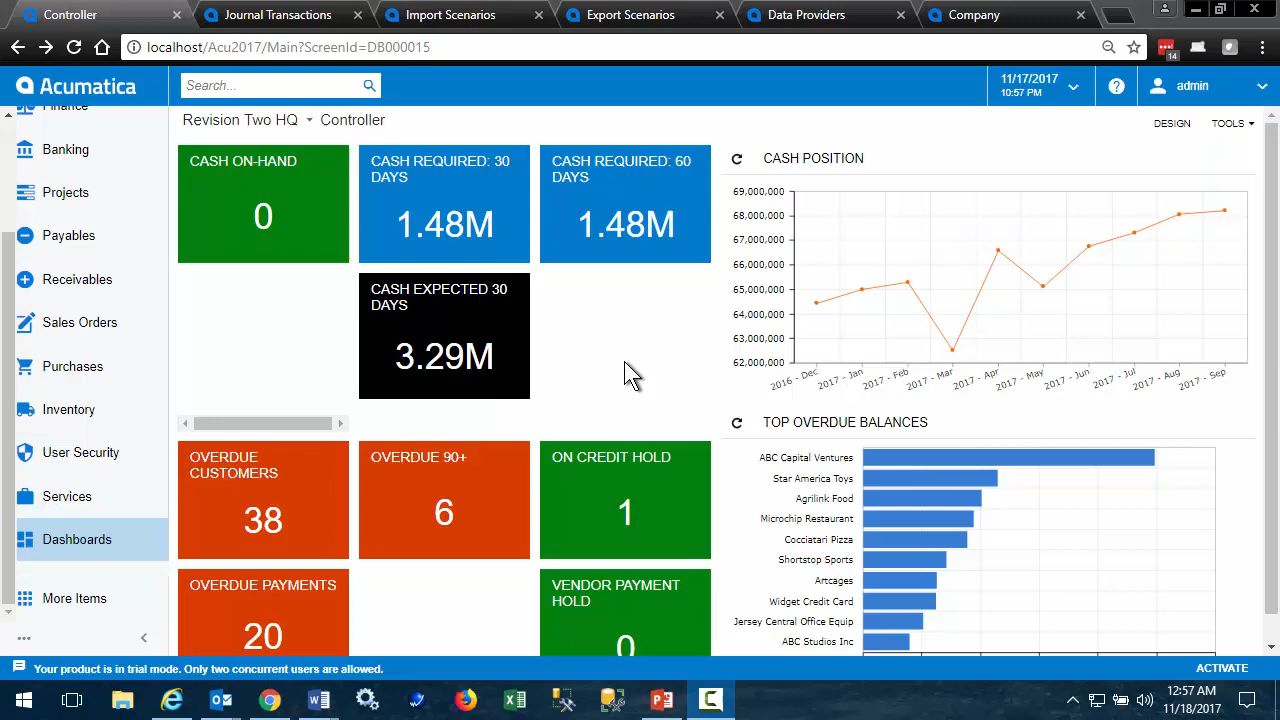 Controller
Journal Transactions
Import Scenarios
Export Scenarios
Data Providers
Company
localhost/Acu2017/Main?ScreenId=DB000015
14
Acumatica
Search...
11/17/2017
10:57 PM
?
admin
Finance
Banking
Projects
Payables
Receivables
Sales Orders
Purchases
Inventory
User Security
Services
Dashboards
More Items
Revision Two HQ
Controller
DESIGN
TOOLS
CASH ON-HAND
0
CASH REQUIRED: 30
DAYS
1.48M
CASH REQUIRED: 60
DAYS
1.48M
CASH EXPECTED 30
DAYS
3.29M
OVERDUE
CUSTOMERS
38
OVERDUE 90+
6
ON CREDIT HOLD
1
OVERDUE PAYMENTS
20
VENDOR PAYMENT
HOLD
0
CASH POSITION
69,000,000
68,000,000
67,000,000
66,000,000
65,000,000
64,000,000
63,000,000
62,000,000
2016 - Dec
2017 - Jan
2017 - Feb
2017 - Mar
2017 - Apr
2017 - May
2017 - Jun
2017 - Jul
2017 - Aug
2017 - Sep
TOP OVERDUE BALANCES
ABC Capital Ventures
Star America Toys
Agrilink Food
Microchip Restaurant
Cocciatari Pizza
Shortstop Sports
Artcages
Widget Credit Card
Jersey Central Office Equip
ABC Studios Inc
Your product is in trial mode. Only two concurrent users are allowed.
ACTIVATE
12:57 AM
11/18/2017